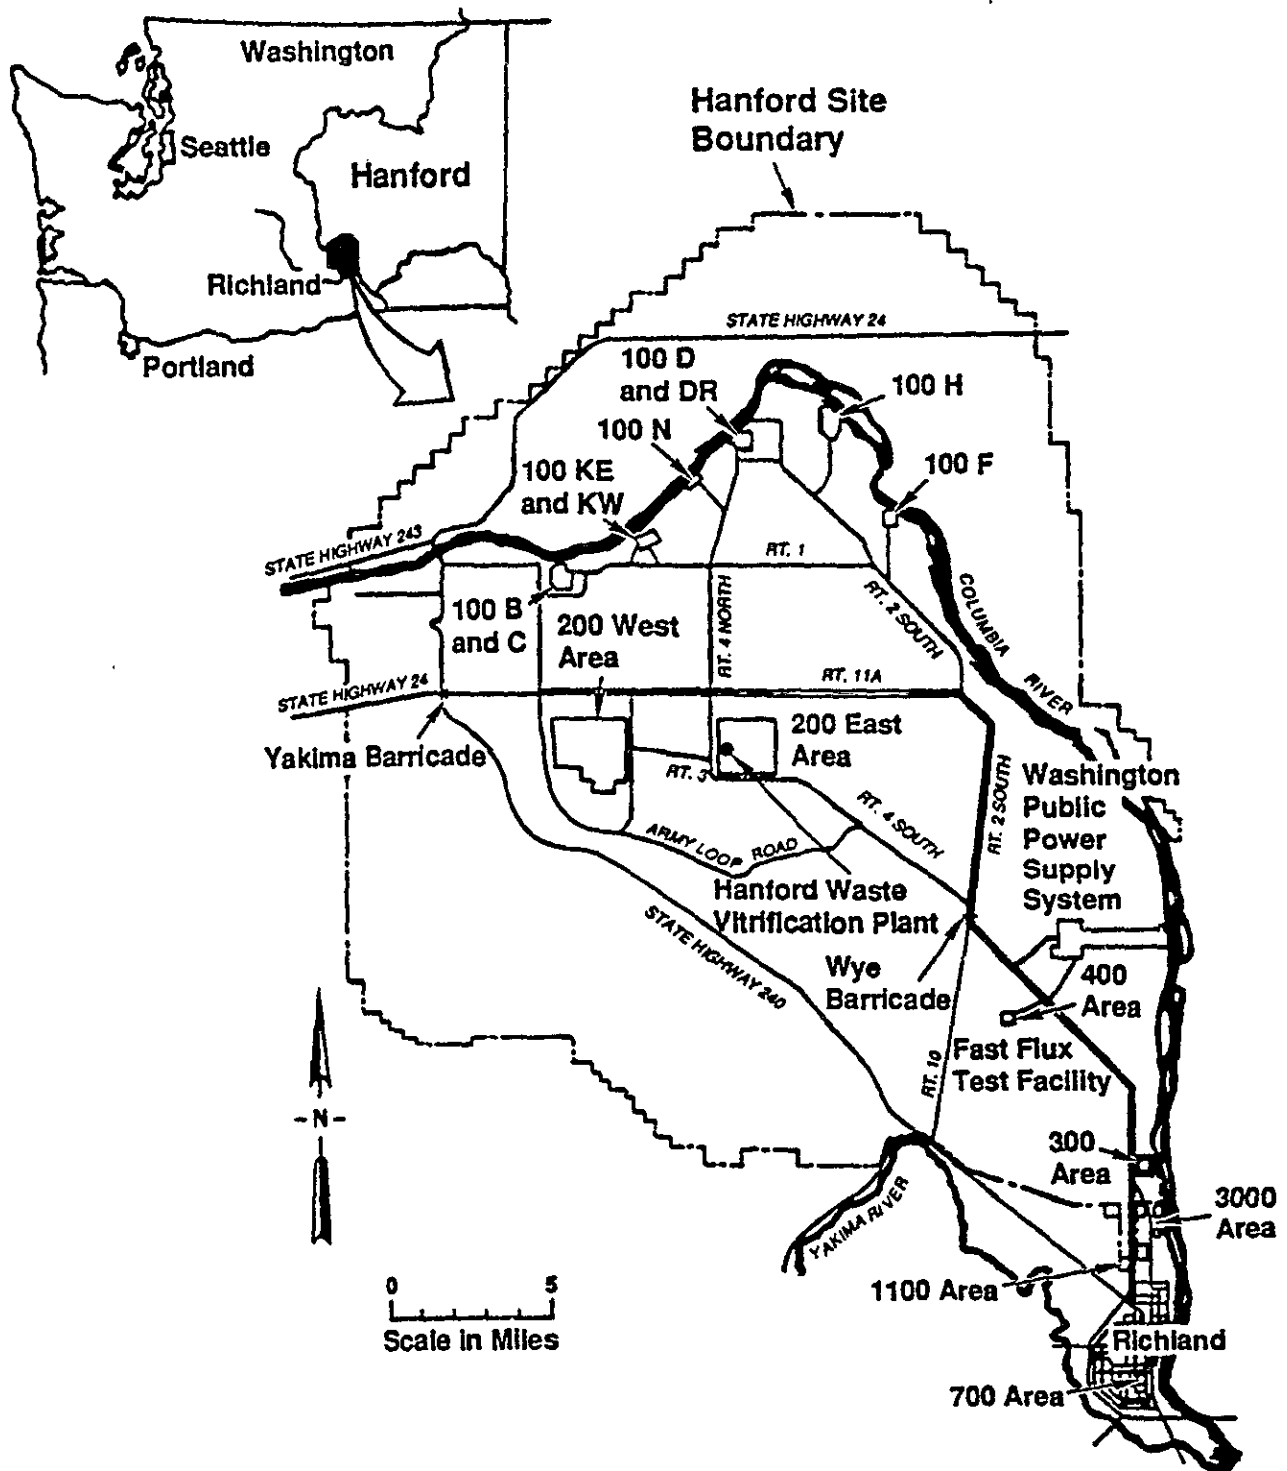 Washington
Seattle
Hanford
Richland
Portland
Hanford Site
Boundary
STATE HIGHWAY 24
100 D
and DR
100 H
100 N
100 F
100 KE
and KW
STATE HIGHWAY 243
RT. 1
100 B
and C
200 West
Area
RT. 4 NORTH
RT. 2 SOUTH
COLUMBIA
RIVER
STATE HIGHWAY 24
RT. 11A
Yakima Barricade
200 East
Area
RT. 3
RT. 4 SOUTH
RT. 2 SOUTH
Washington
Public
Power
Supply
System
ARMY LOOP ROAD
Hanford Waste
Vitrification Plant
STATE HIGHWAY 240
Wye
Barricade
400
Area
Fast Flux
Test Facility
RT. 10
- N -
300
Area
3000
Area
YAKIMA RIVER
1100 Area
0 5
Scale in Miles
Richland
700 Area